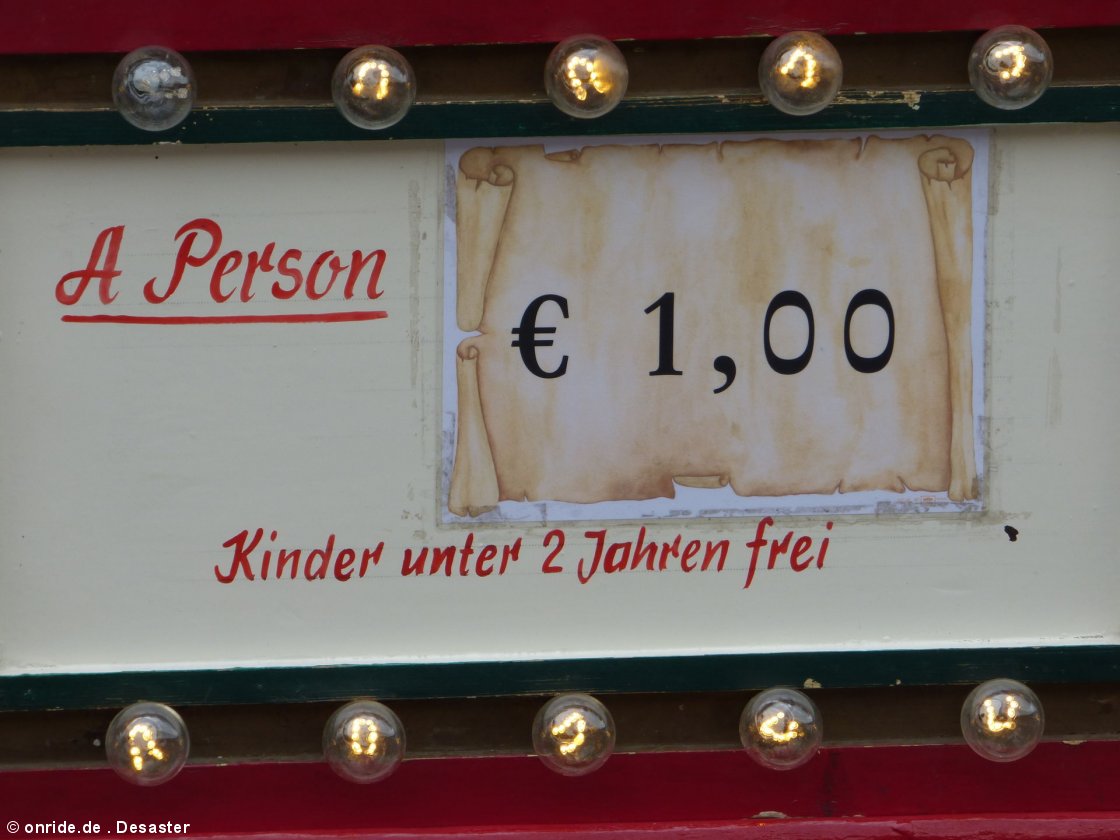 A Person
€ 1,00
Kinder unter 2 Jahren frei
© onride.de . Desaster